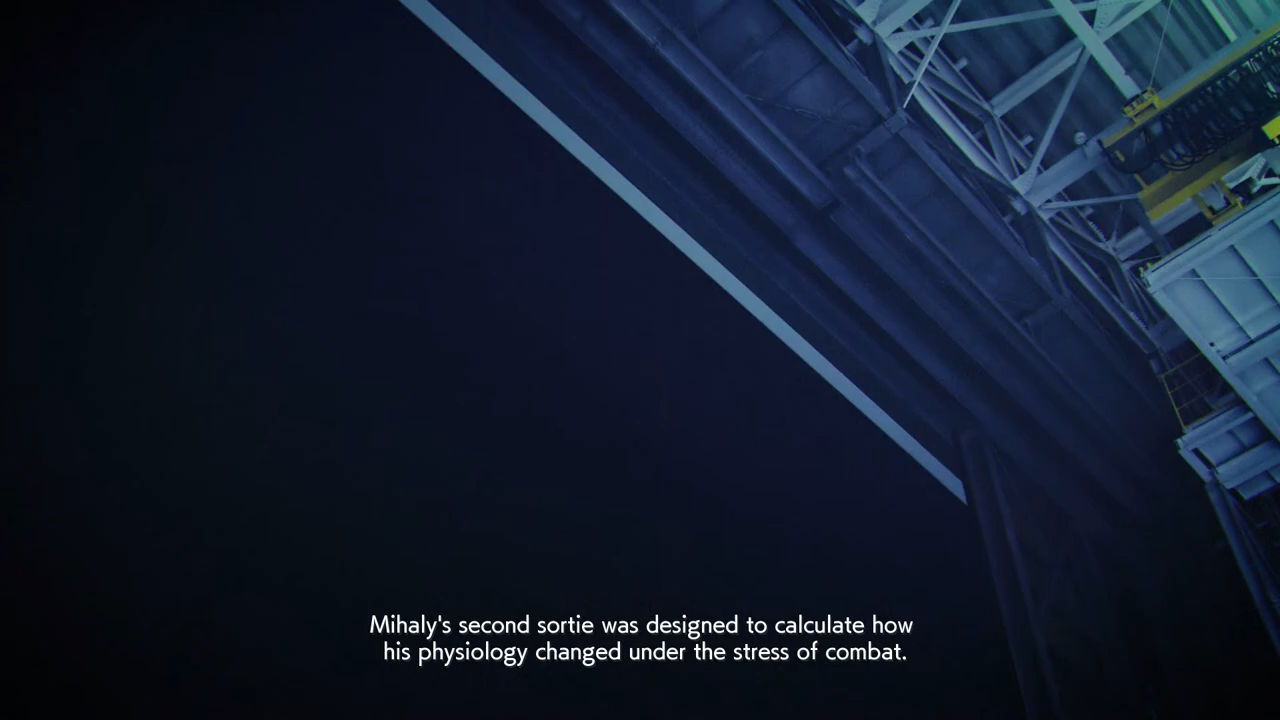 Mihaly's second sortie was designed to calculate how
his physiology changed under the stress of combat.